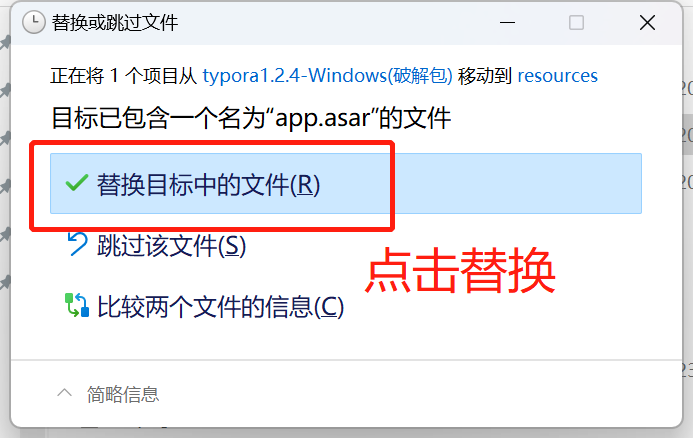 替换或跳过文件
正在将 1 个项目从 typora1.2.4-Windows(破解包) 移动到 resources
目标已包含一个名为“app.asar”的文件
替换目标中的文件(R)
跳过该文件(S)
点击替换
比较两个文件的信息(C)
简略信息